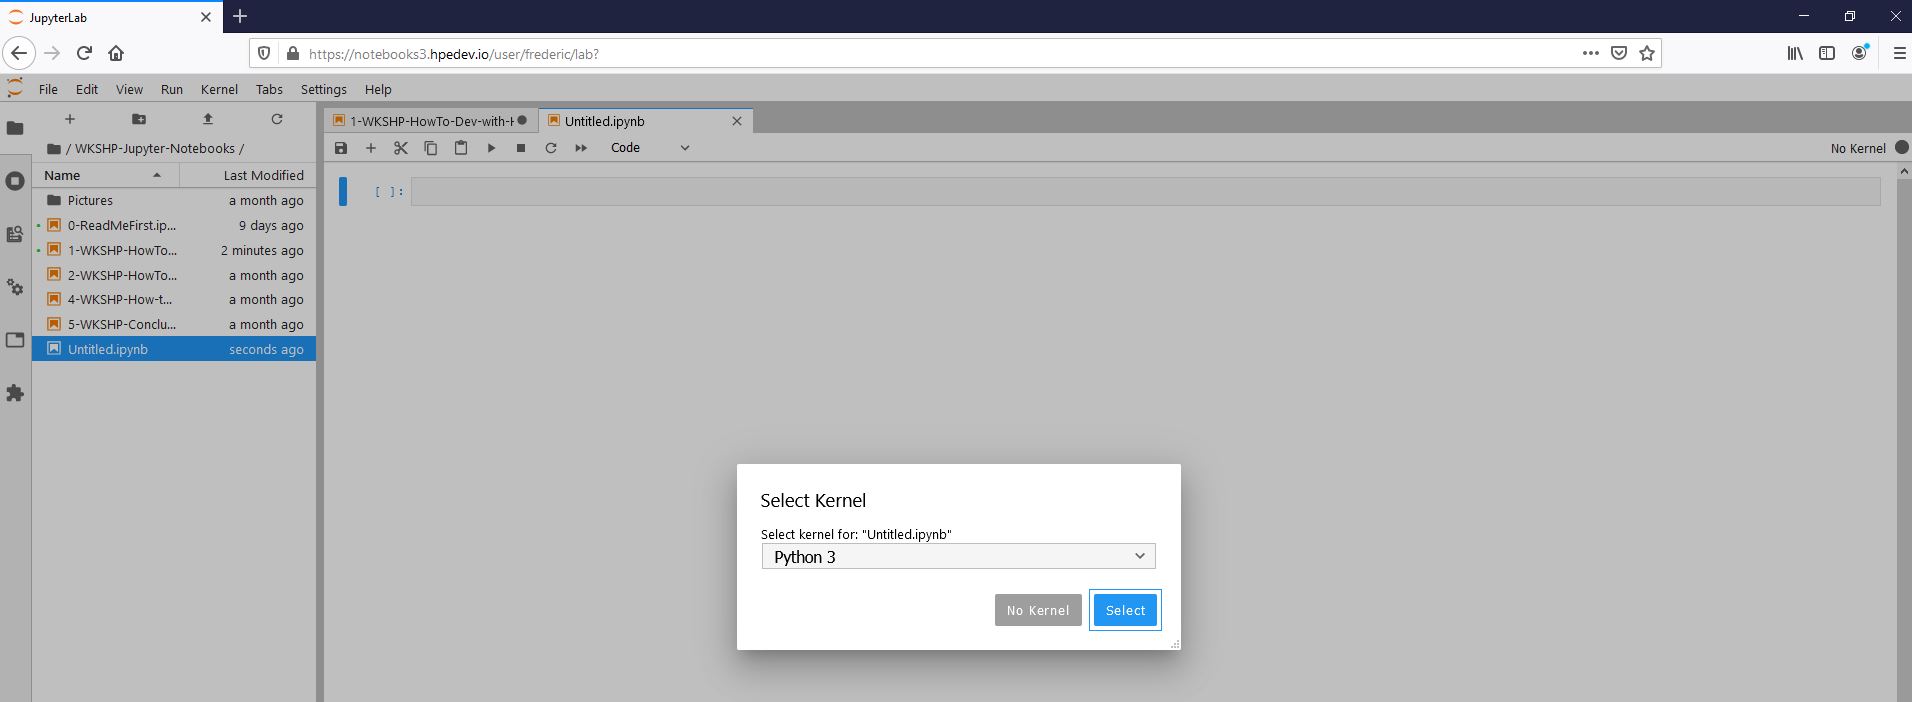 JupyterLab
https://notebooks3.hpedev.io/user/frederic/lab?
File Edit View Run Kernel Tabs Settings Help
1-WKSHP-HowTo-Dev-with-H
Untitled.ipynb
/ WKSHP-Jupyter-Notebooks /
Code
No Kernel
Name Last Modified
[ ]:
Pictures a month ago
0-ReadMeFirst.ip... 9 days ago
1-WKSHP-HowTo... 2 minutes ago
2-WKSHP-HowTo... a month ago
4-WKSHP-How-t... a month ago
5-WKSHP-Conclu... a month ago
Untitled.ipynb seconds ago
Select Kernel
Select kernel for: "Untitled.ipynb"
Python 3
No Kernel Select